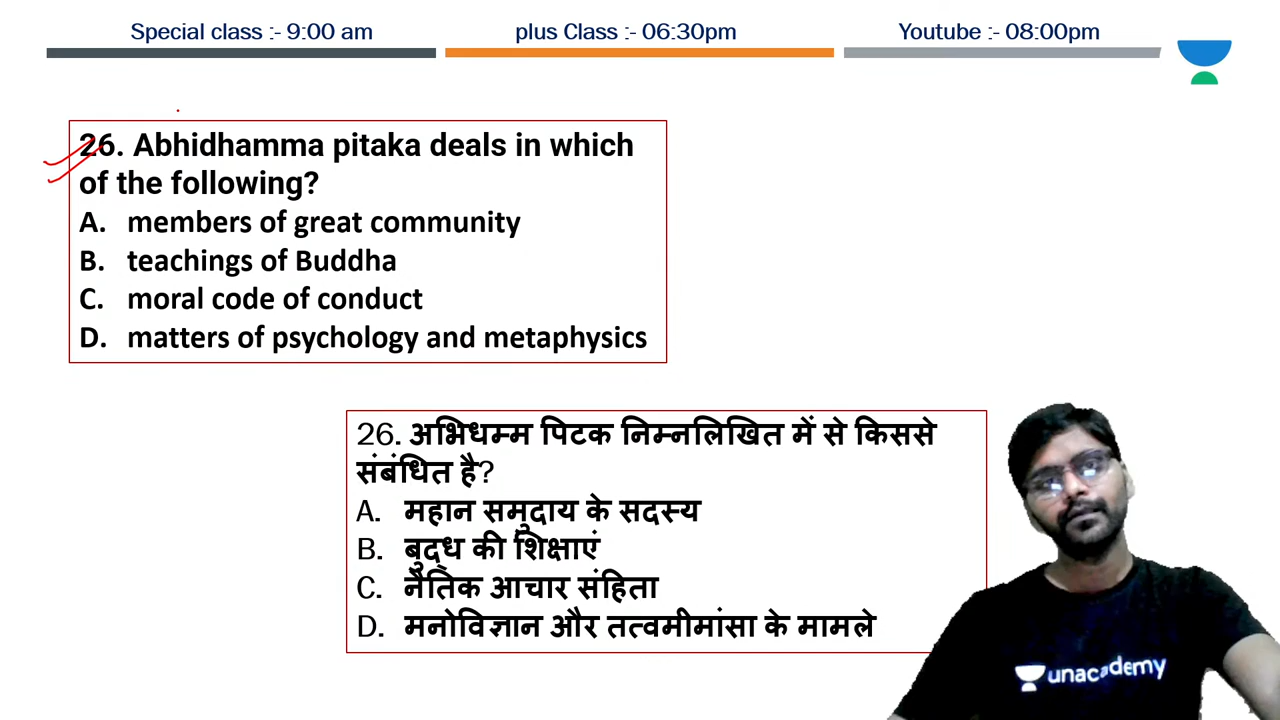 Special class :- 9:00 am
plus Class :- 06:30pm
Youtube :- 08:00pm
26. Abhidhamma pitaka deals in which
of the following?
A. members of great community
B. teachings of Buddha
C. moral code of conduct
D. matters of psychology and metaphysics
26. अभिधम्म पिटक निम्नलिखित में से किससे
संबंधित है?
A. महान समुदाय के सदस्य
B. बुद्ध की शिक्षाएं
C. नैतिक आचार संहिता
D. मनोविज्ञान और तत्वमीमांसा के मामले
unacademy